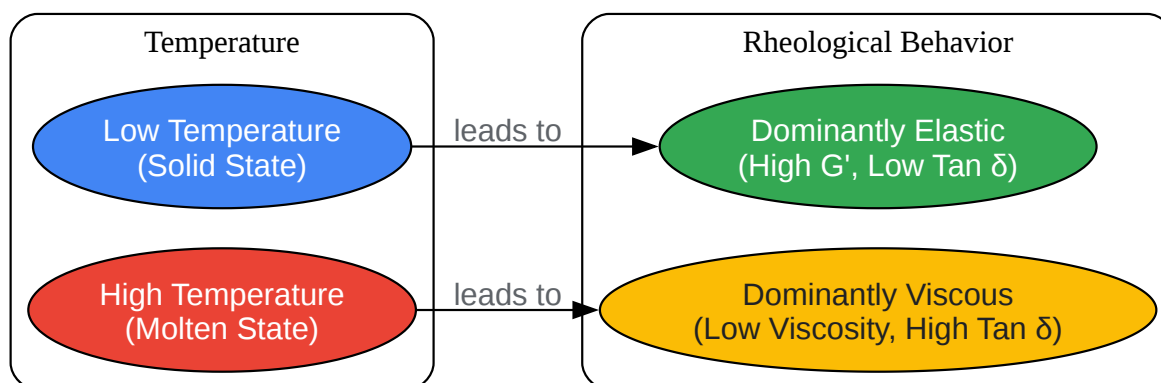 Temperature
Rheological Behavior
Low Temperature
(Solid State)
leads to
Dominantly Elastic
(High G', Low Tan δ)
High Temperature
(Molten State)
leads to
Dominantly Viscous
(Low Viscosity, High Tan δ)